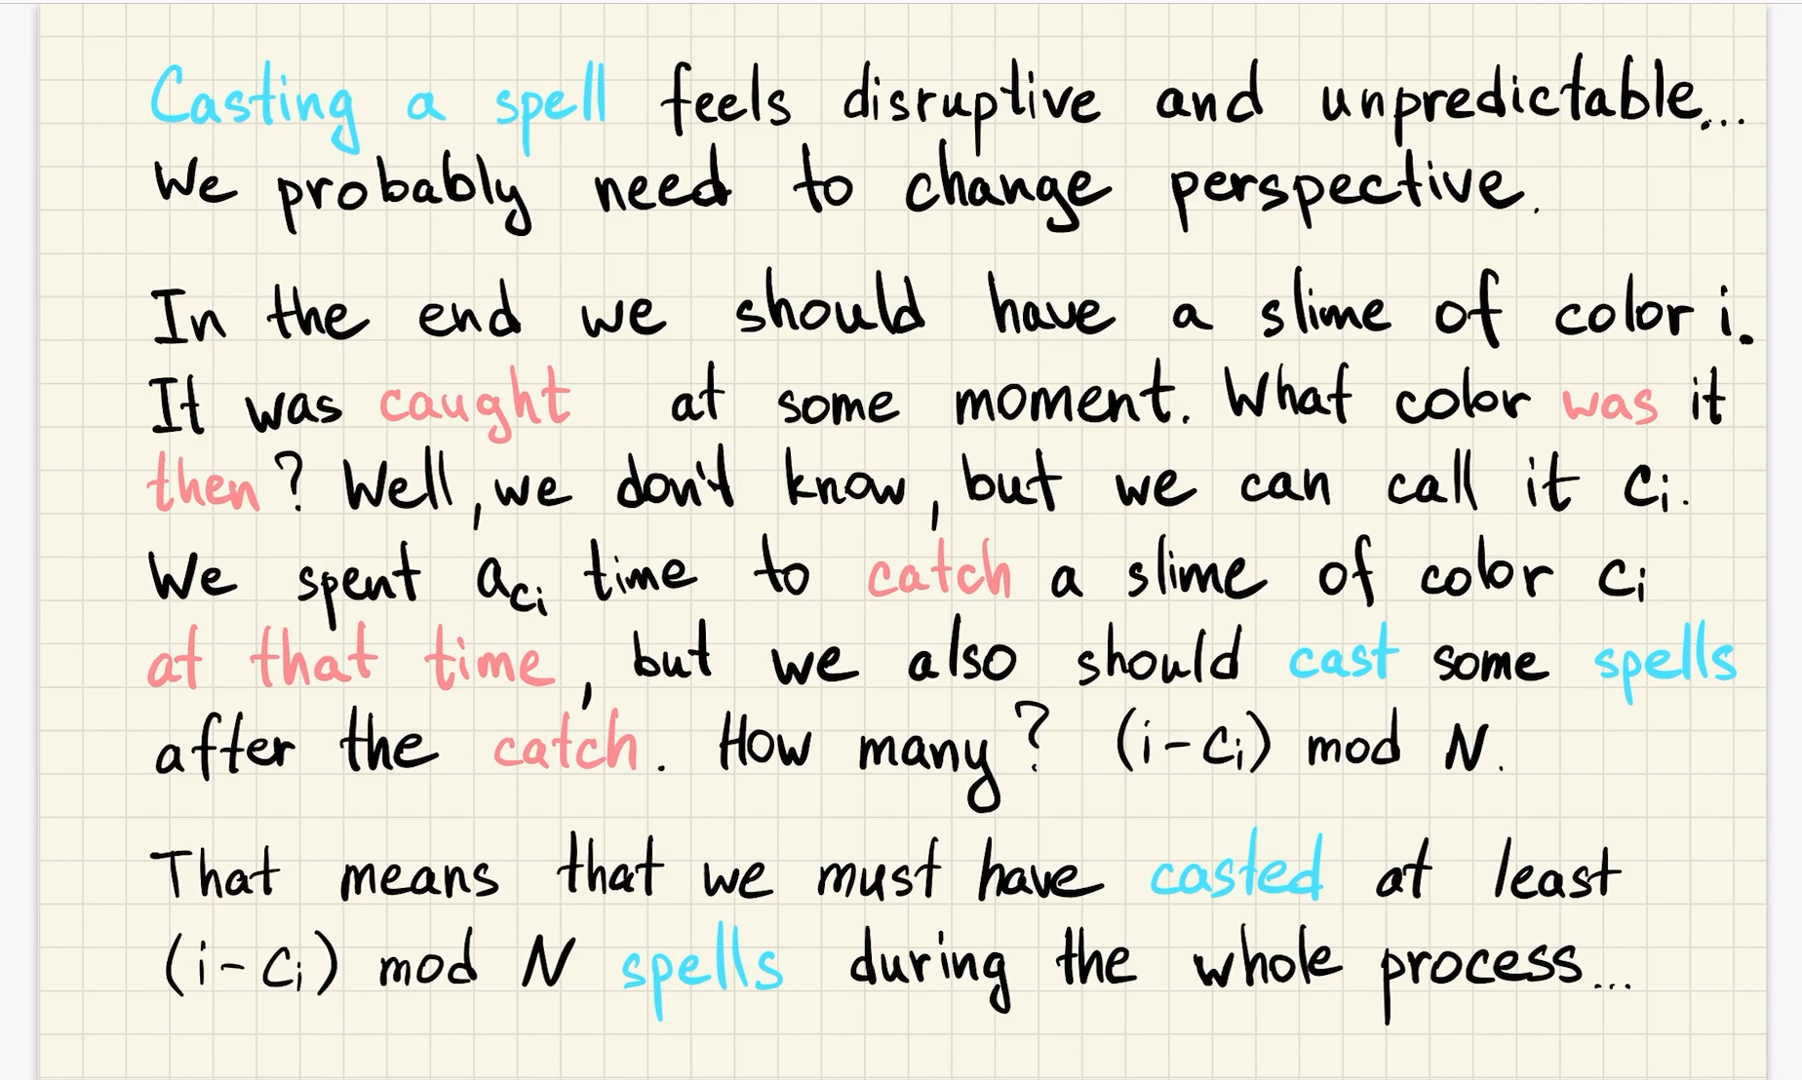 Casting a spell feels disruptive and unpredictable...
We probably need to change perspective.
In the end we should have a slime of color i.
It was caught at some moment. What color was it
then? Well, we don't know, but we can call it cᵢ.
We spent a_cᵢ time to catch a slime of color cᵢ
at that time, but we also should cast some spells
after the catch. How many? (i-cᵢ) mod N.
That means that we must have casted at least
(i-cᵢ) mod N spells during the whole process...